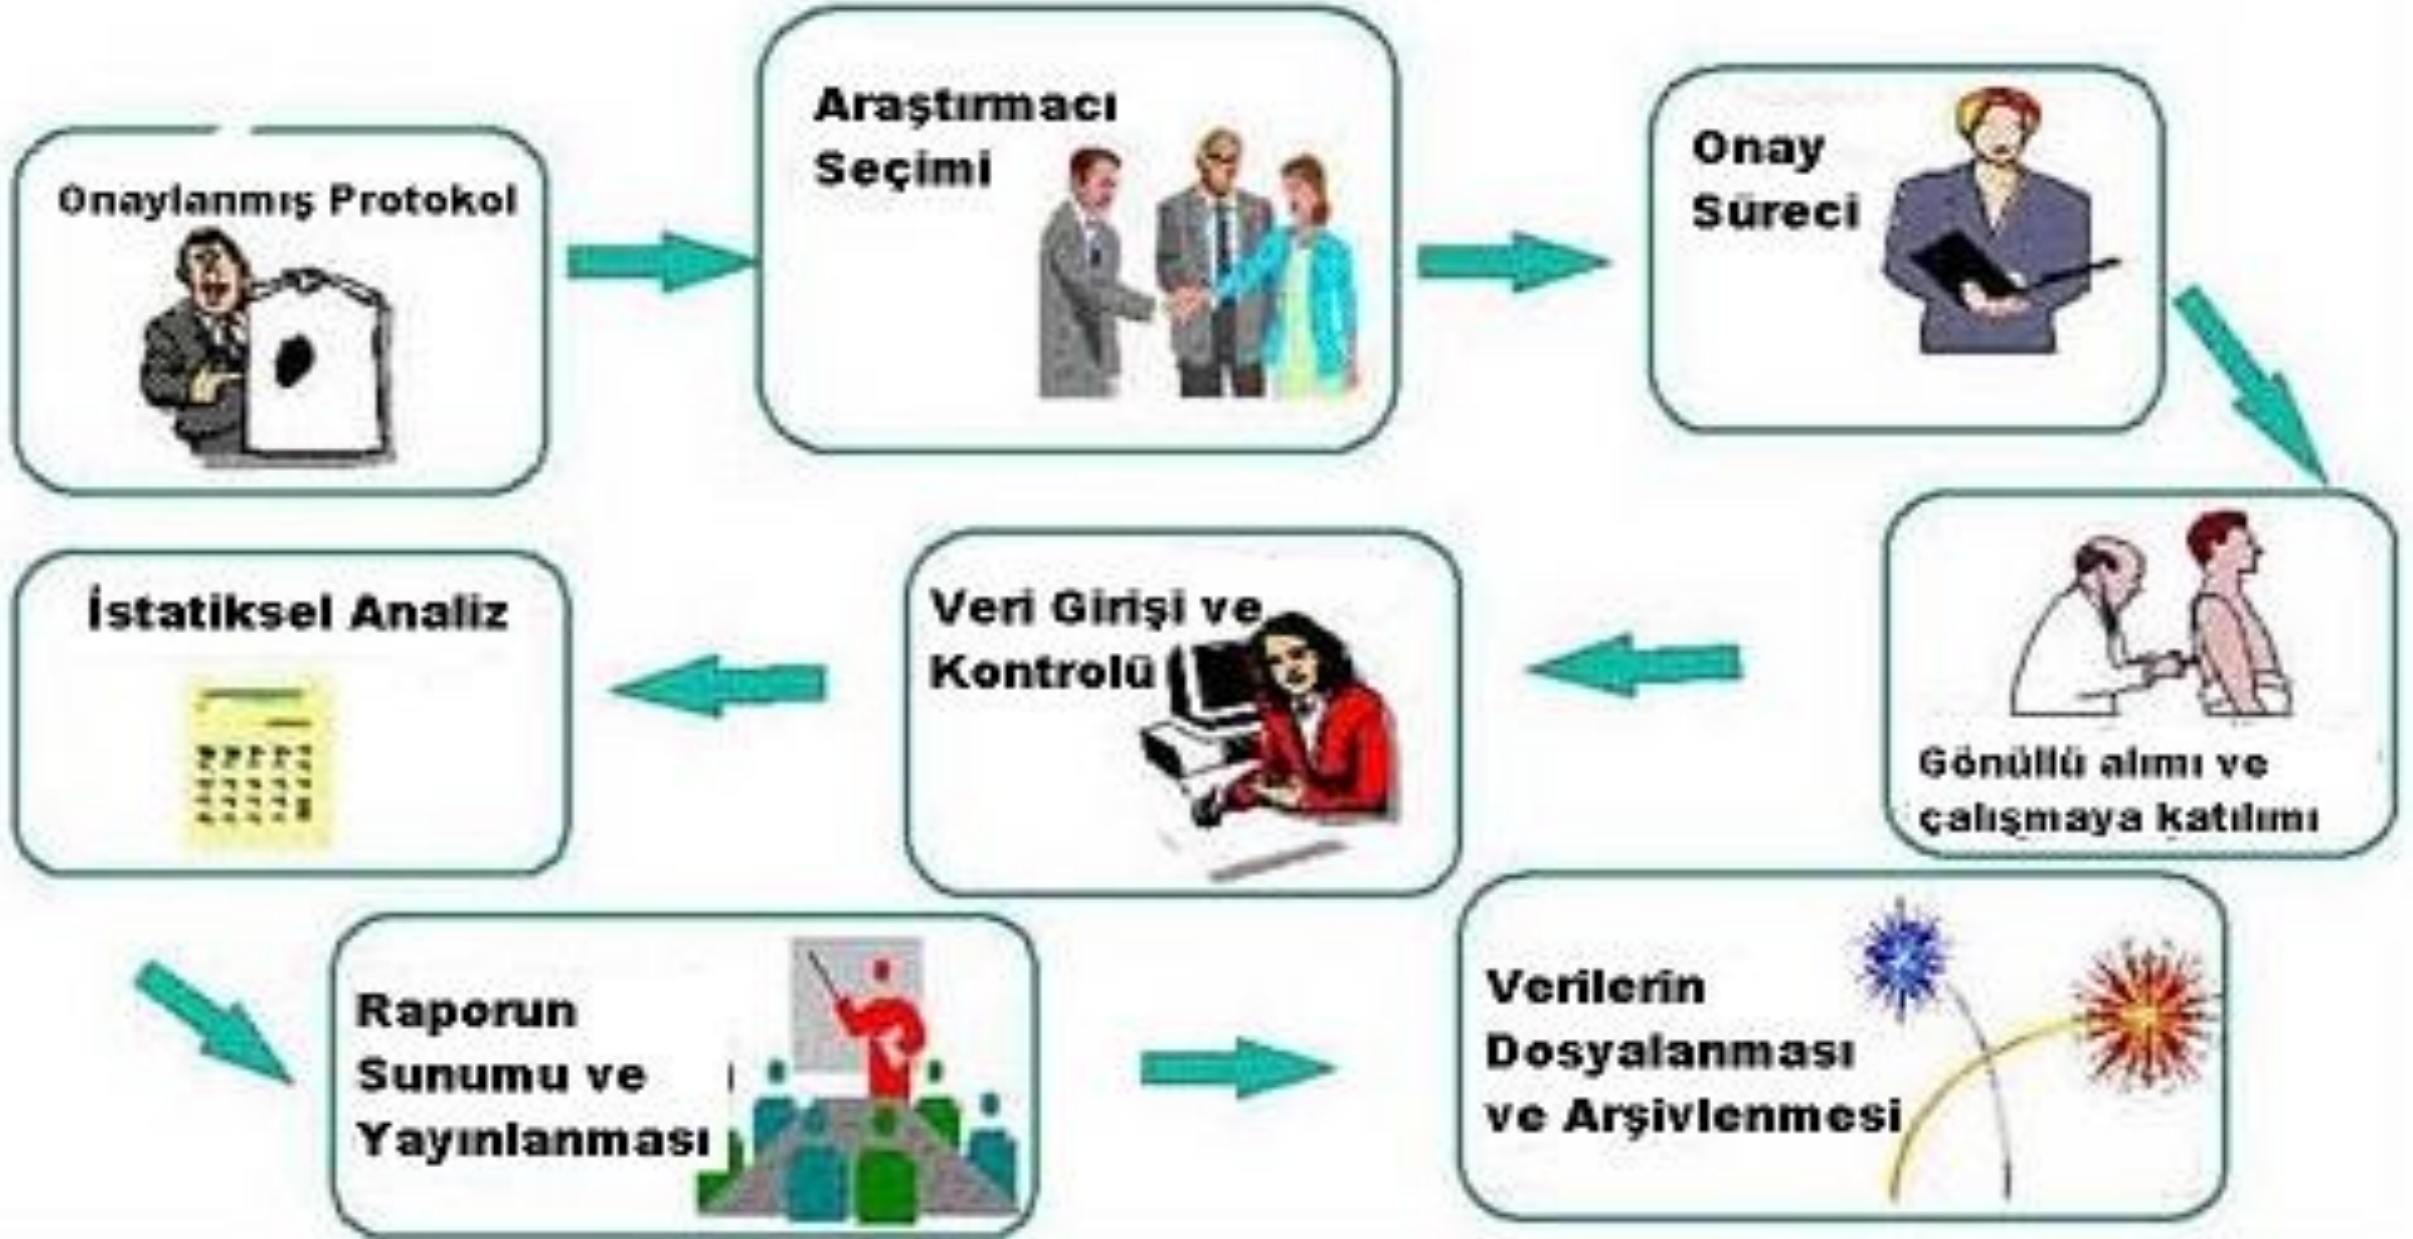 Onaylanmış Protokol
Araştırmacı
Seçimi
Onay
Süreci
Gönüllü alımı ve
çalışmaya katılımı
Veri Girişi ve
Kontrolü
İstatiksel Analiz
Raporun
Sunumu ve
Yayınlanması
Verilerin
Dosyalanması
ve Arşivlenmesi